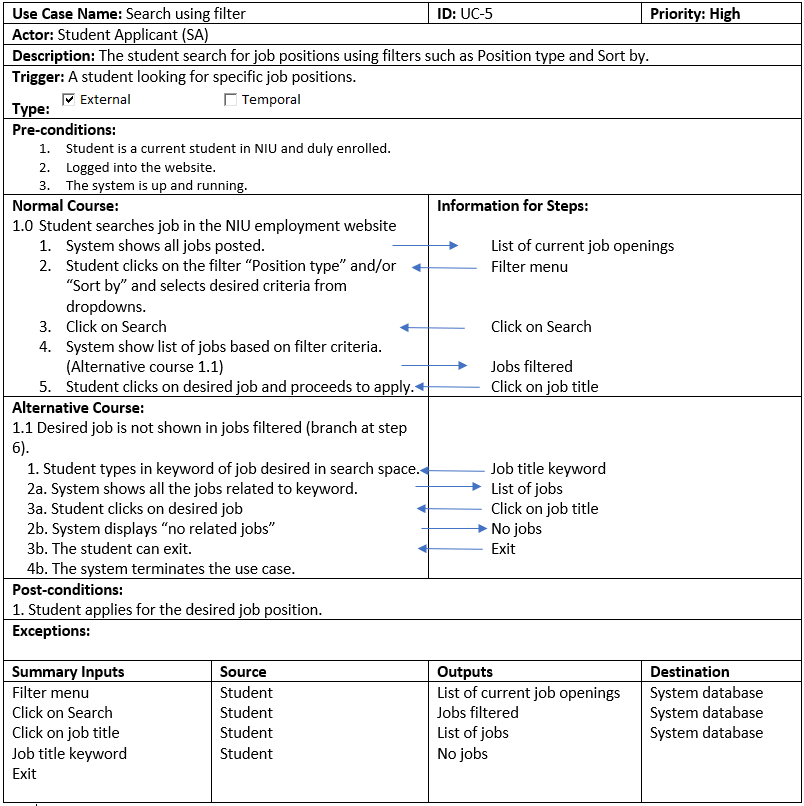 Use Case Name: Search using filter ID: UC-5 Priority: High
Actor: Student Applicant (SA)
Description: The student search for job positions using filters such as Position type and Sort by.
Trigger: A student looking for specific job positions.
Type: External Temporal
Pre-conditions:
1. Student is a current student in NIU and duly enrolled.
2. Logged into the website.
3. The system is up and running.
Normal Course: Information for Steps:
1.0 Student searches job in the NIU employment website
1. System shows all jobs posted. List of current job openings
2. Student clicks on the filter “Position type” and/or Filter menu
“Sort by” and selects desired criteria from
dropdowns.
3. Click on Search Click on Search
4. System show list of jobs based on filter criteria.
(Alternative course 1.1) Jobs filtered
5. Student clicks on desired job and proceeds to apply. Click on job title
Alternative Course:
1.1 Desired job is not shown in jobs filtered (branch at step
6).
1. Student types in keyword of job desired in search space. Job title keyword
2a. System shows all the jobs related to keyword. List of jobs
3a. Student clicks on desired job Click on job title
2b. System displays “no related jobs” No jobs
3b. The student can exit. Exit
4b. The system terminates the use case.
Post-conditions:
1. Student applies for the desired job position.
Exceptions:
Summary Inputs Source Outputs Destination
Filter menu Student List of current job openings System database
Click on Search Student Jobs filtered System database
Click on job title Student List of jobs System database
Job title keyword Student No jobs
Exit